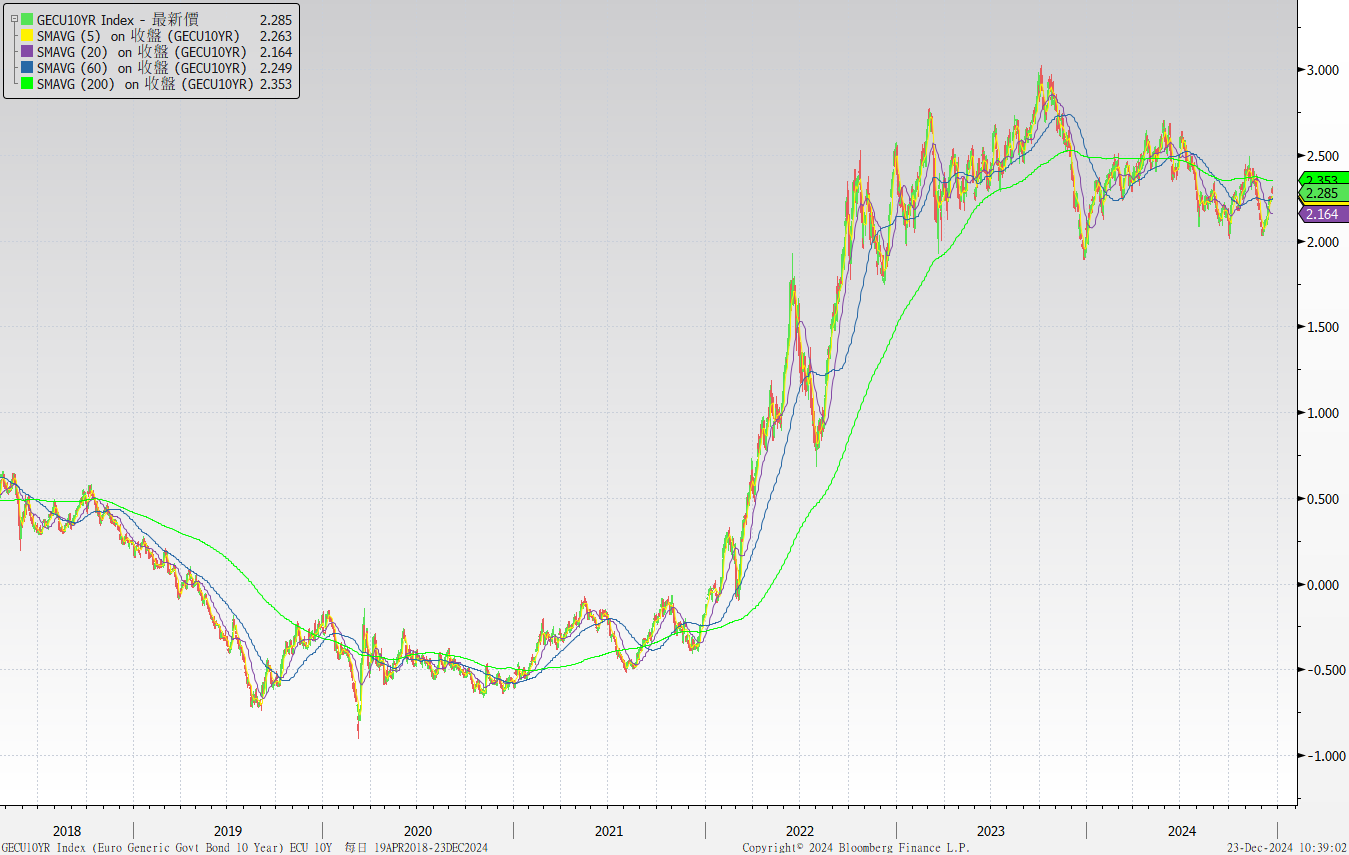 GECU10YR Index - 最新價 2.285
SMAVG (5) on 收盤 (GECU10YR) 2.263
SMAVG (20) on 收盤 (GECU10YR) 2.164
SMAVG (60) on 收盤 (GECU10YR) 2.249
SMAVG (200) on 收盤 (GECU10YR) 2.353
3.000
2.500
2.353
2.285
2.164
2.000
1.500
1.000
0.500
0.000
-0.500
-1.000
2018 2019 2020 2021 2022 2023 2024
GECU10YR Index (Euro Generic Govt Bond 10 Year) ECU 10Y 每日 19APR2018-23DEC2024 Copyright© 2024 Bloomberg Finance L.P. 23-Dec-2024 10:39:02